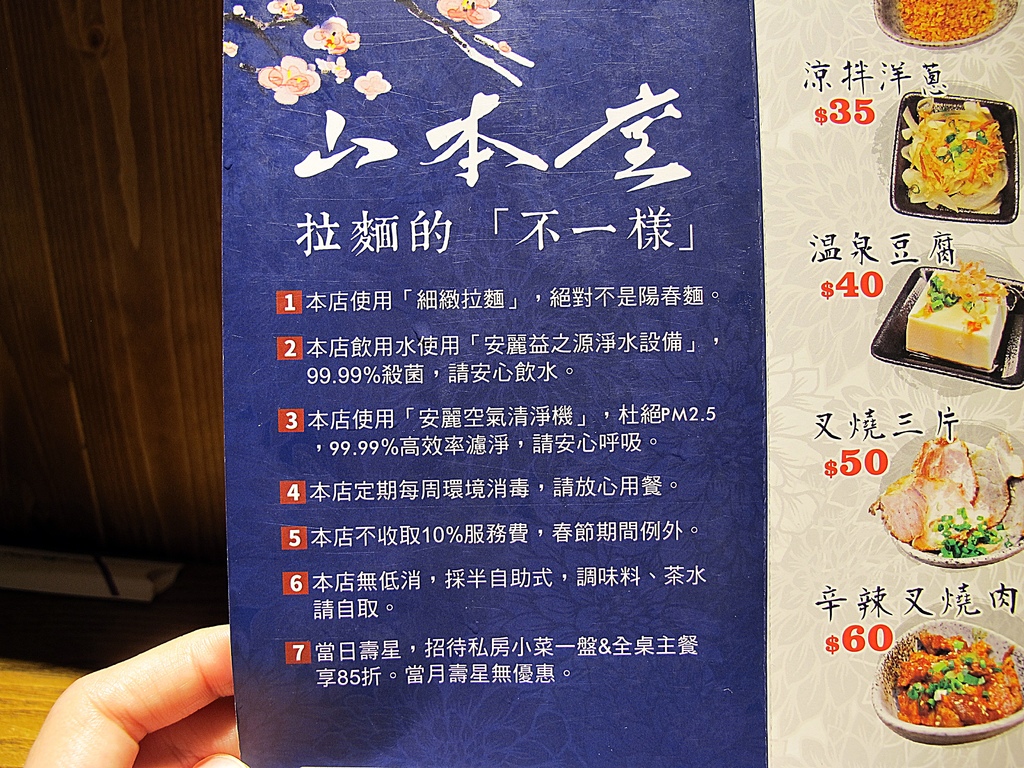 山本堂
拉麵的「不一樣」
1 本店使用「細緻拉麵」，絕對不是陽春麵。
2 本店飲用水使用「安麗益之源淨水設備」，
99.99%殺菌，請安心飲水。
3 本店使用「安麗空氣清淨機」，杜絕PM2.5
，99.99%高效率濾淨，請安心呼吸。
4 本店定期每周環境消毒，請放心用餐。
5 本店不收取10%服務費，春節期間例外。
6 本店無低消，採半自助式，調味料、茶水
請自取。
7 當日壽星，招待私房小菜一盤&全桌主餐
享85折。當月壽星無優惠。
涼拌洋蔥
$35
溫泉豆腐
$40
叉燒三片
$50
辛辣叉燒肉
$60